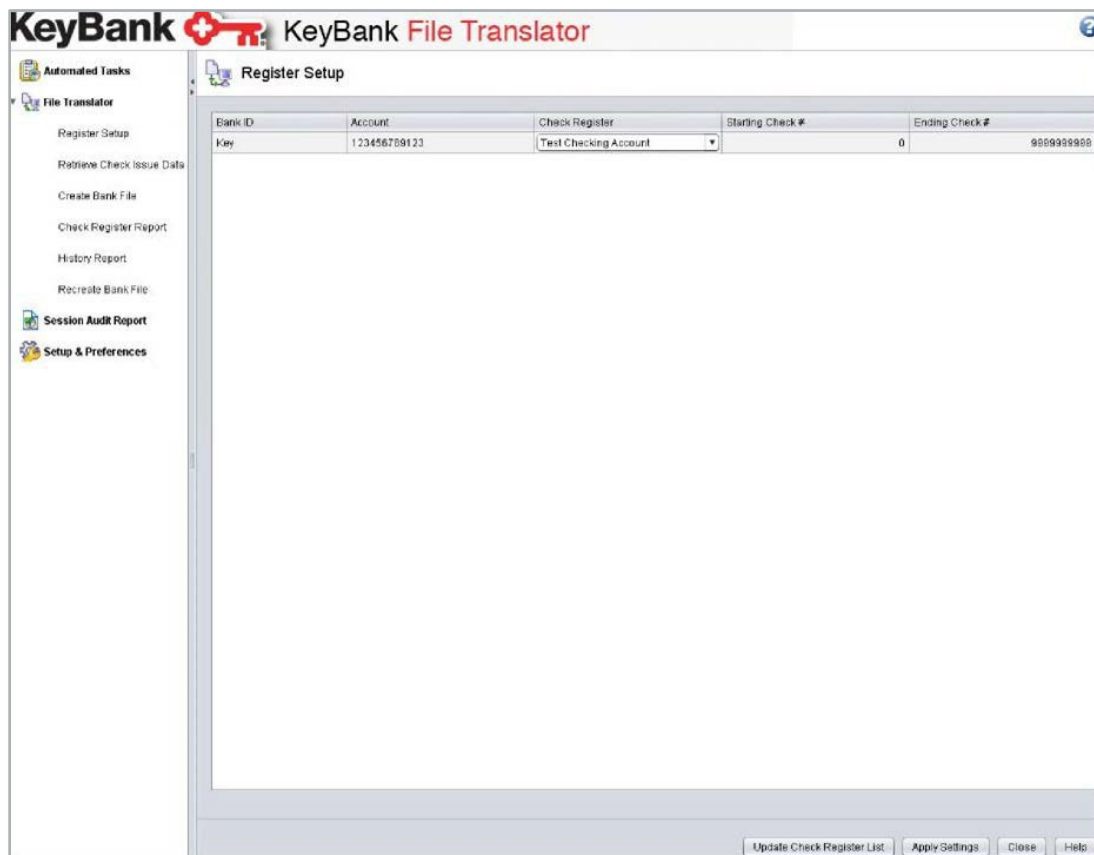 KeyBank KeyBank File Translator
Automated Tasks
File Translator
Register Setup
Retrieve Check Issue Data
Create Bank File
Check Register Report
History Report
Recreate Bank File
Session Audit Report
Setup & Preferences
Register Setup
Bank ID Account Check Register Starting Check # Ending Check #
Key 123456789123 Test Checking Account 0 9999999999
Update Check Register List Apply Settings Close Help